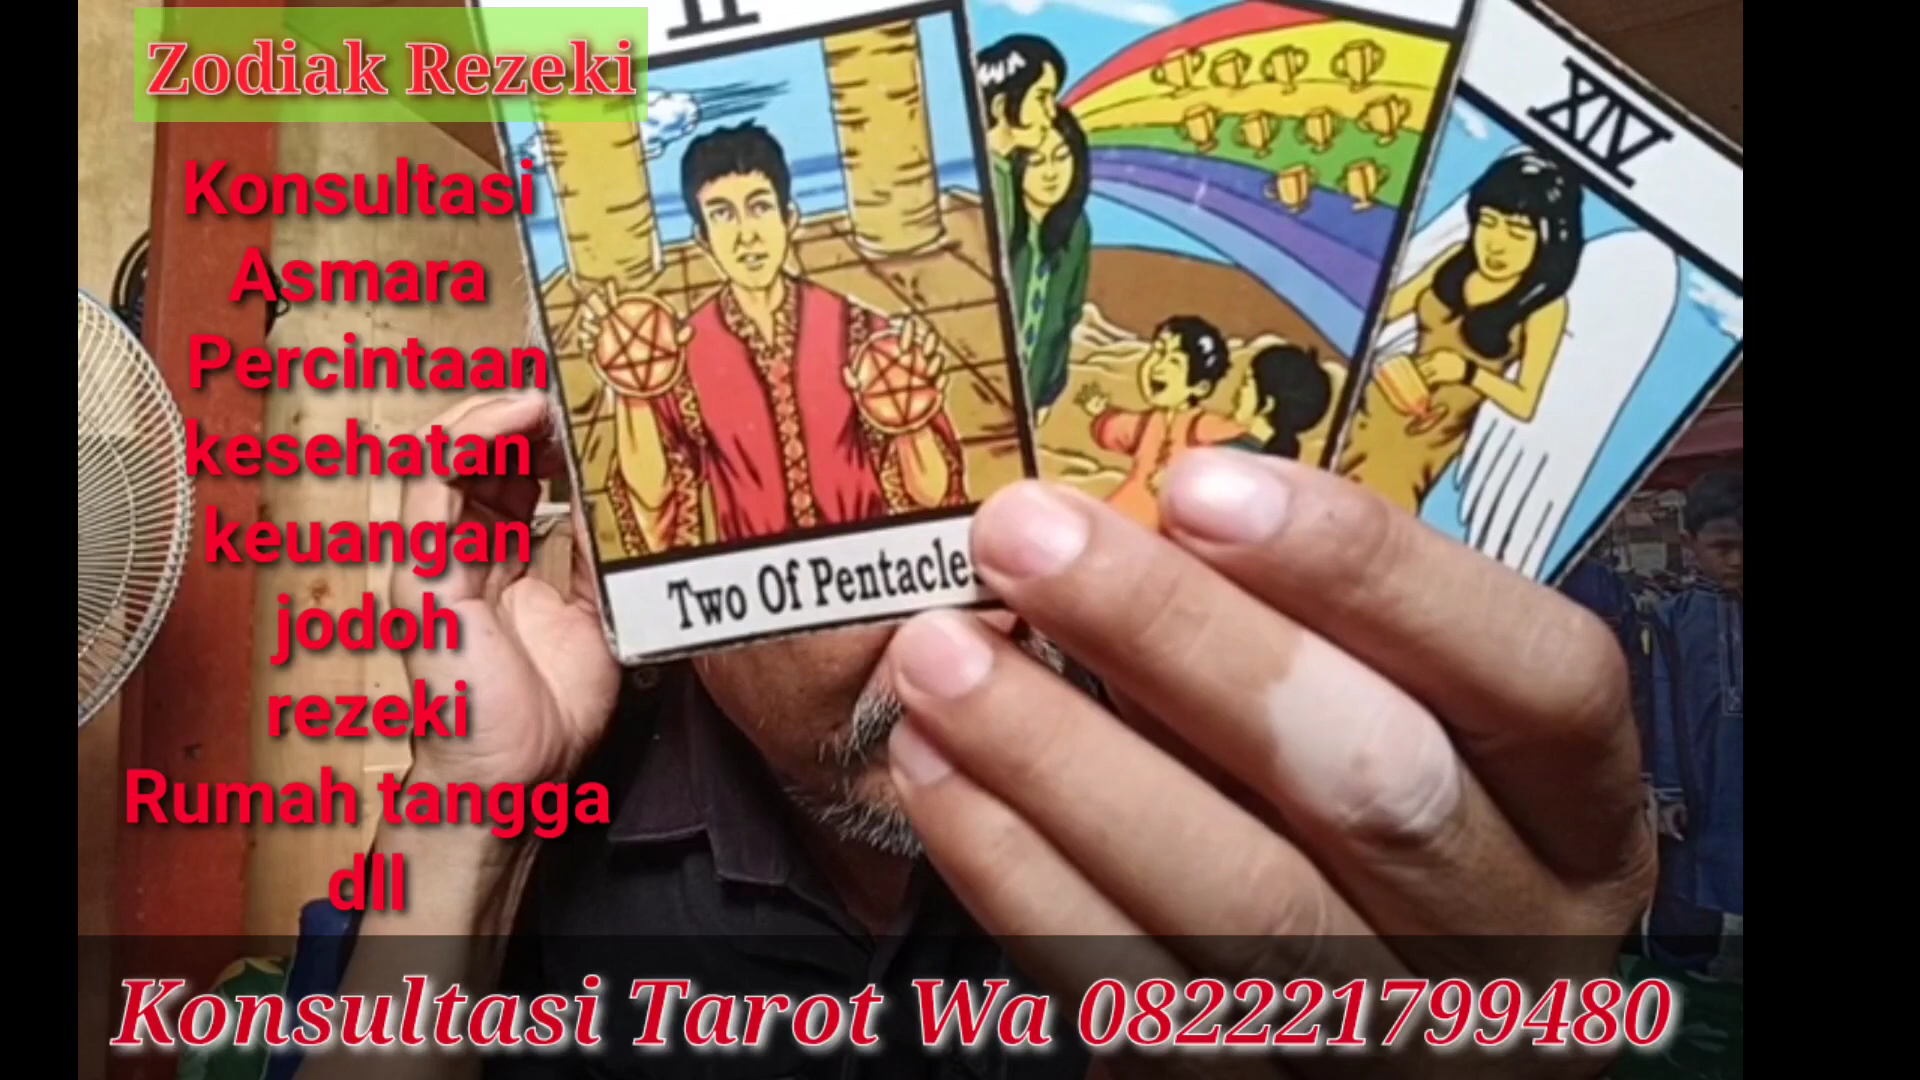 Zodiak Rezeki
Konsultasi
Asmara
Percintaan
kesehatan
keuangan
jodoh
rezeki
Rumah tangga
dll
II
XIV
Two Of Pentacles
Konsultasi Tarot Wa 082221799480